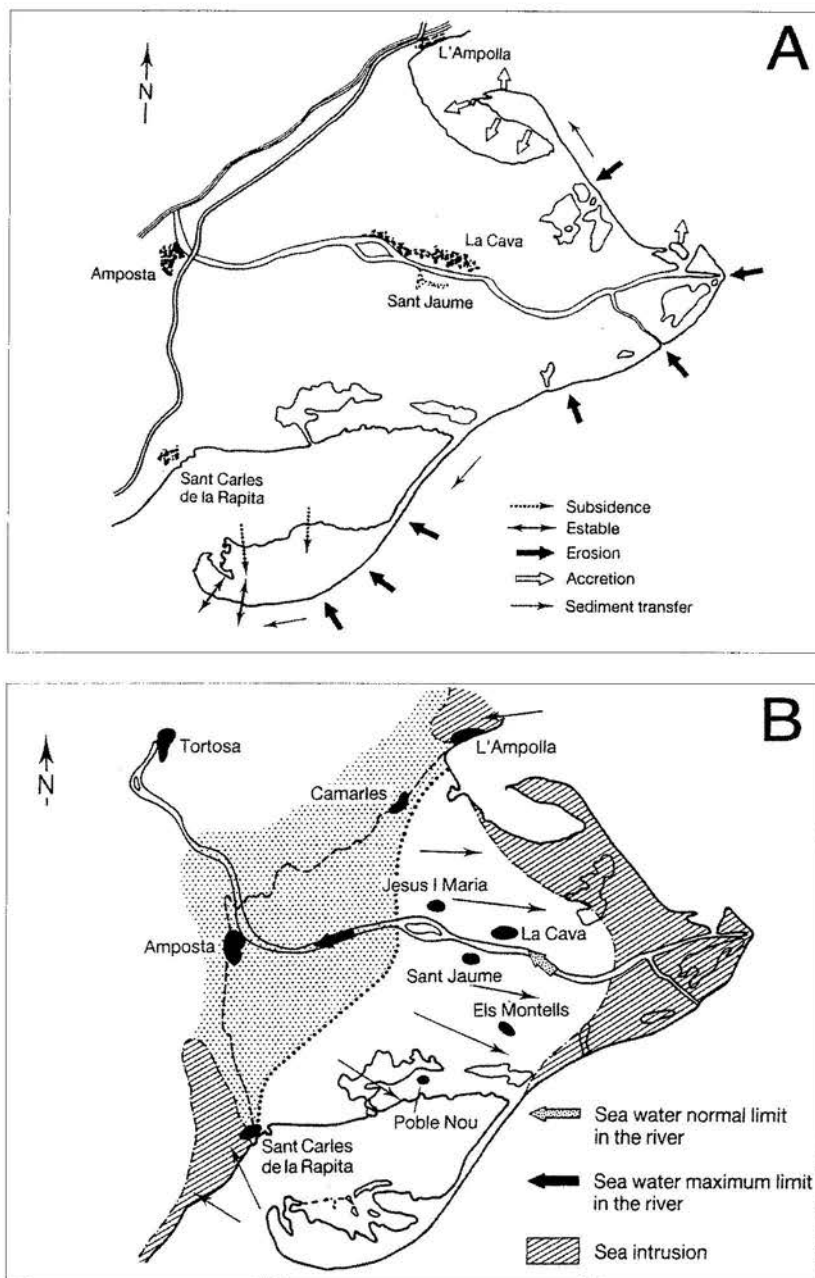 A
N
L'Ampolla
La Cava
Amposta
Sant Jaume
Sant Carles
de la Rapita
Subsidence
Estable
Erosion
Accretion
Sediment transfer
B
N
Tortosa
L'Ampolla
Camarles
Jesus I Maria
La Cava
Amposta
Sant Jaume
Els Montells
Poble Nou
Sant Carles
de la Rapita
Sea water normal limit
in the river
Sea water maximum limit
in the river
Sea intrusion